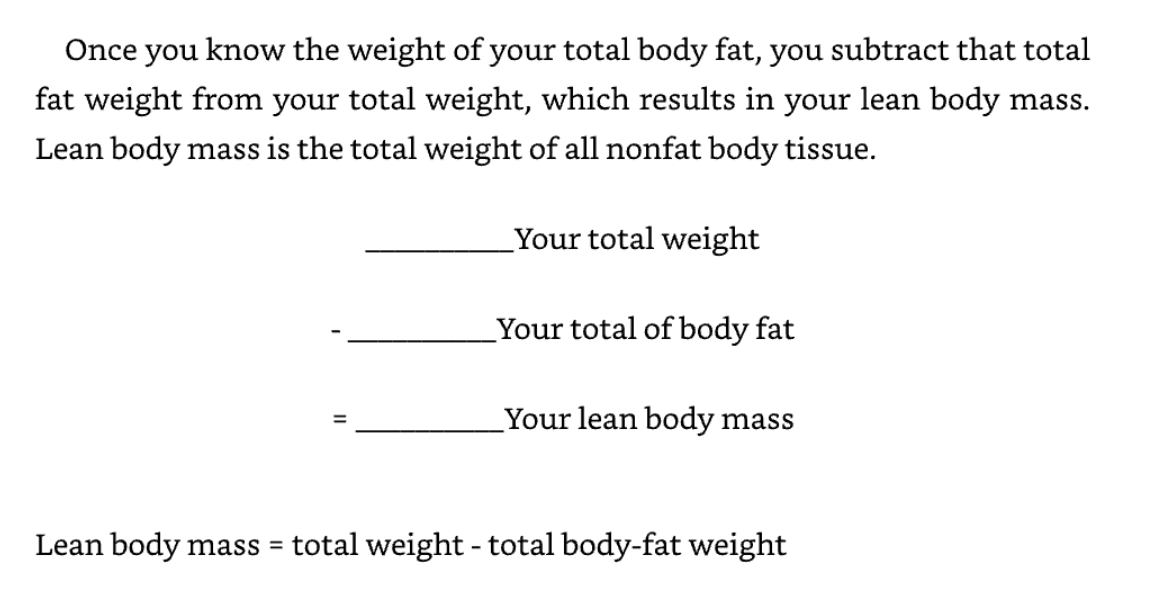 Once you know the weight of your total body fat, you subtract that total
fat weight from your total weight, which results in your lean body mass.
Lean body mass is the total weight of all nonfat body tissue.
__________Your total weight
- __________Your total of body fat
= __________Your lean body mass
Lean body mass = total weight - total body-fat weight